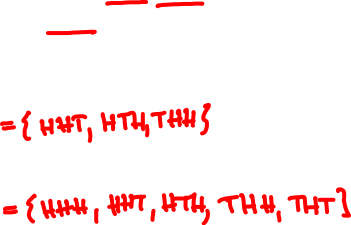 = { HHT, HTH, THH }
= { HHH, HHT, HTH, THH, THT }